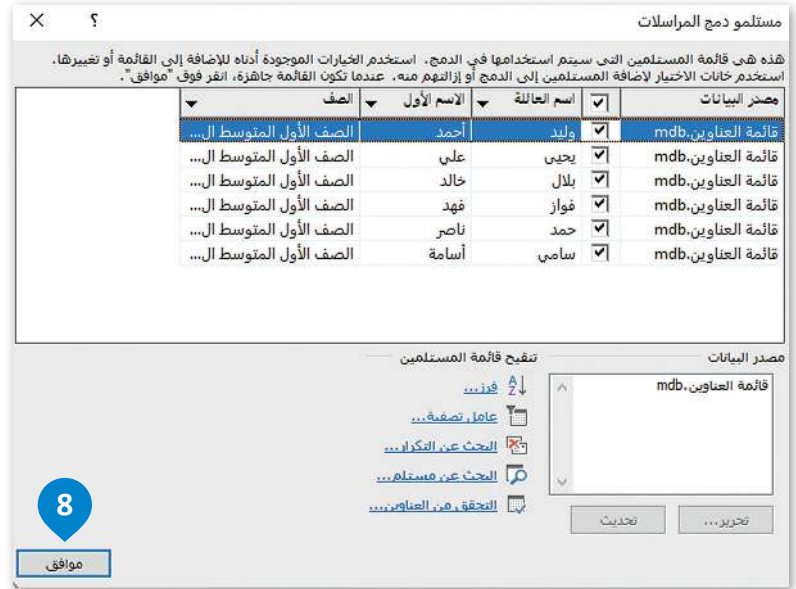 مستلمو دمج المراسلات ؟ ×
هذه هي قائمة المستلمين التي سيتم استخدامها في الدمج. استخدم الخيارات الموجودة أدناه للإضافة إلى القائمة أو تغييرها.
استخدم خانات الاختيار لإضافة المستلمين إلى الدمج أو إزالتهم منه. عندما تكون القائمة جاهزة، انقر فوق "موافق".
مصدر البيانات اسم العائلة الاسم الأول الصف
قائمة العناوين.mdb وليد أحمد الصف الأول المتوسط ال...
قائمة العناوين.mdb يحيى علي الصف الأول المتوسط ال...
قائمة العناوين.mdb بلال خالد الصف الأول المتوسط ال...
قائمة العناوين.mdb فواز فهد الصف الأول المتوسط ال...
قائمة العناوين.mdb حمد ناصر الصف الأول المتوسط ال...
قائمة العناوين.mdb سامي أسامة الصف الأول المتوسط ال...
مصدر البيانات
قائمة العناوين.mdb
تحرير... تحديث
تنقيح قائمة المستلمين
فرز...
عامل تصفية...
البحث عن التكرار...
البحث عن مستلم...
التحقق من العناوين...
8
موافق